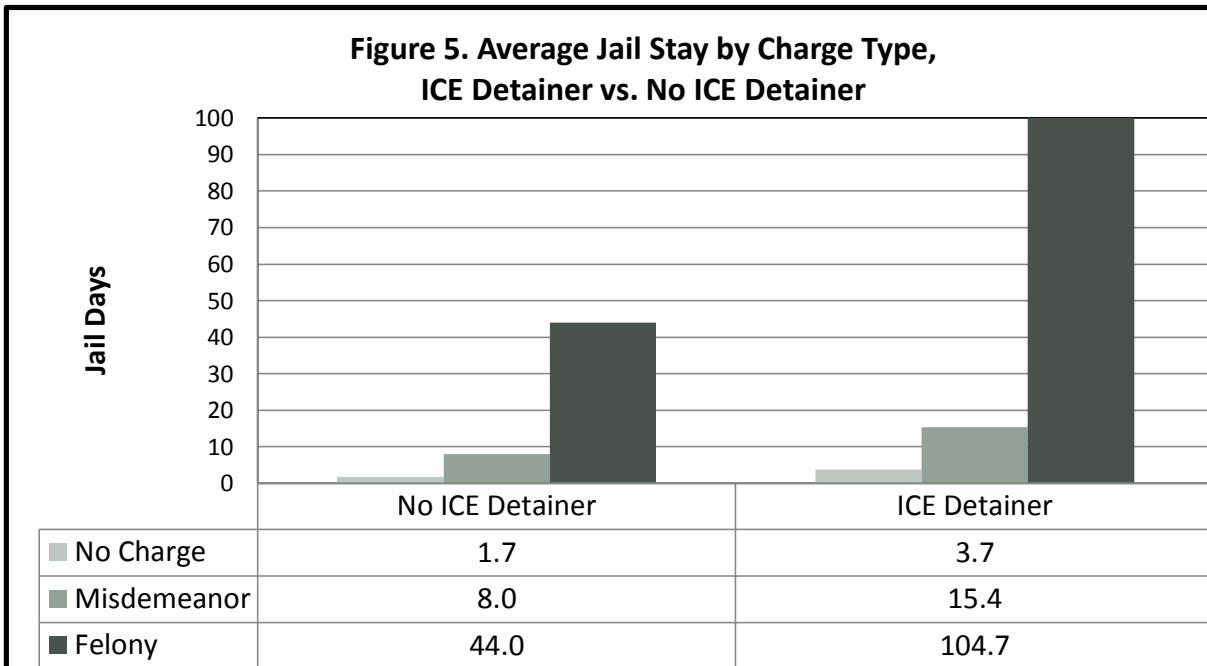 Figure 5. Average Jail Stay by Charge Type,
ICE Detainer vs. No ICE Detainer
Jail Days
100
90
80
70
60
50
40
30
20
10
0
No ICE Detainer ICE Detainer
No Charge 1.7 3.7
Misdemeanor 8.0 15.4
Felony 44.0 104.7